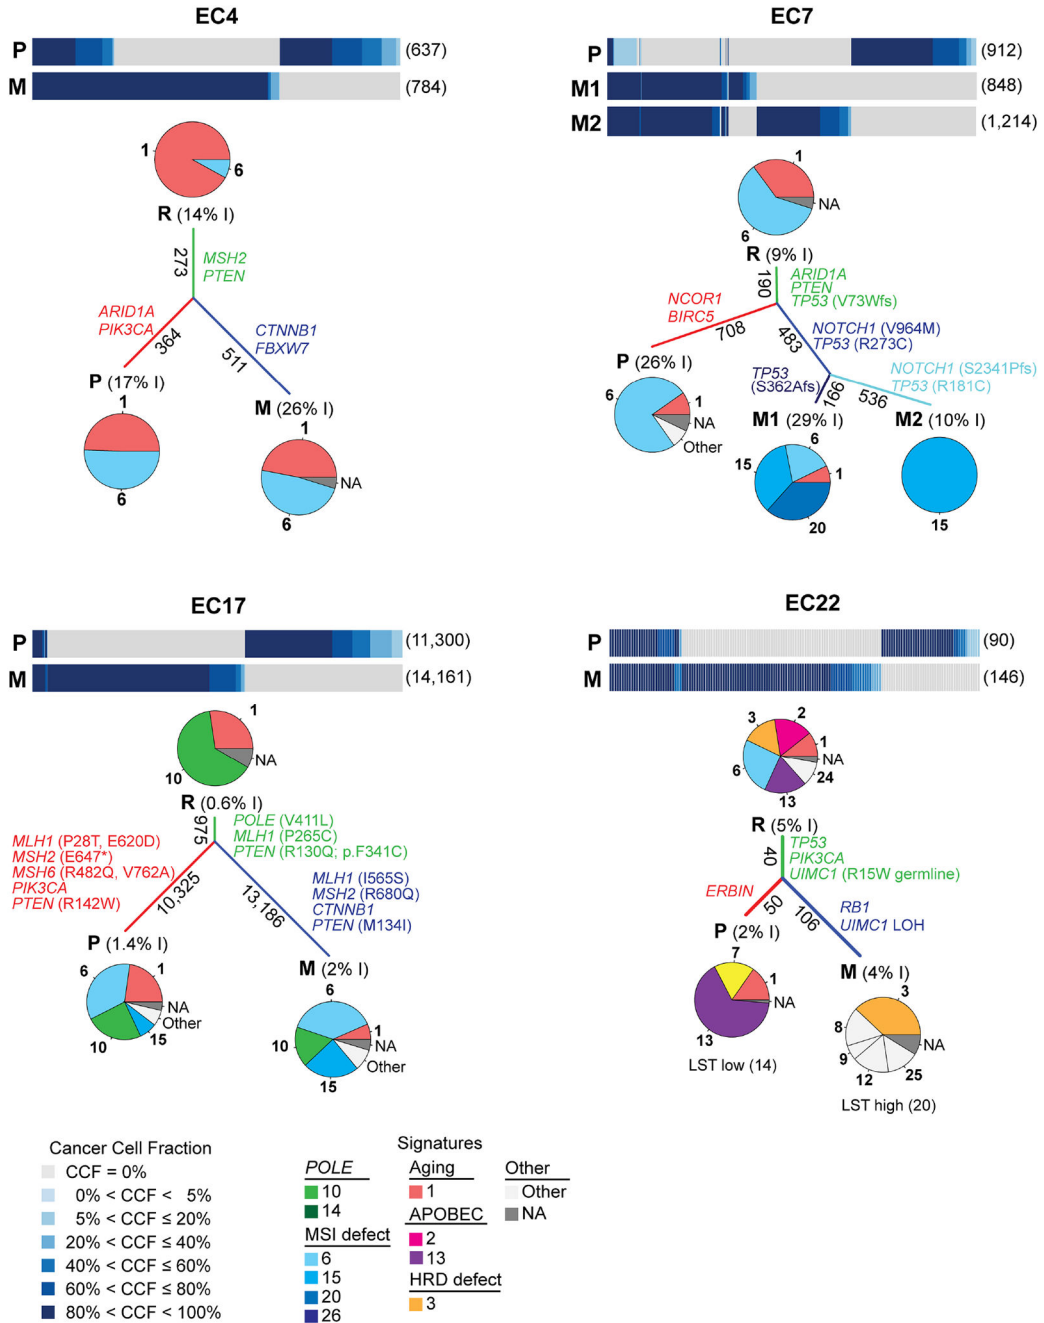 EC4
P (637)
M (784)
1
6
R (14% I)
273
MSH2
PTEN
ARID1A
PIK3CA
364
CTNNB1
FBXW7
511
P (17% I)
1
6
M (26% I)
1
NA
6
EC7
P (912)
M1 (848)
M2 (1,214)
1
NA
6
R (9% I)
190
ARID1A
PTEN
TP53 (V73Wfs)
NCOR1
BIRC5
708
483
NOTCH1 (V964M)
TP53 (R273C)
P (26% I)
6
1
NA
Other
TP53
(S362Afs)
166
NOTCH1 (S2341Pfs)
TP53 (R181C)
536
M1 (29% I)
6
15
1
20
M2 (10% I)
15
EC17
P (11,300)
M (14,161)
1
NA
10
R (0.6% I)
975
POLE (V411L)
MLH1 (P265C)
PTEN (R130Q; p.F341C)
MLH1 (P28T, E620D)
MSH2 (E647*)
MSH6 (R482Q, V762A)
PIK3CA
PTEN (R142W)
10,325
13,186
MLH1 (I565S)
MSH2 (R680Q)
CTNNB1
PTEN (M134I)
P (1.4% I)
6
1
NA
Other
15
10
M (2% I)
6
1
NA
Other
15
10
EC22
P (90)
M (146)
3
2
1
NA
24
6
13
R (5% I)
40
TP53
PIK3CA
UIMC1 (R15W germline)
ERBIN
50
106
RB1
UIMC1 LOH
P (2% I)
7
1
NA
13
LST low (14)
M (4% I)
3
8
NA
9
12
25
LST high (20)
Cancer Cell Fraction
CCF = 0%
0% < CCF < 5%
5% < CCF ≤ 20%
20% < CCF ≤ 40%
40% < CCF ≤ 60%
60% < CCF ≤ 80%
80% < CCF < 100%
Signatures
POLE
10
14
MSI defect
6
15
20
26
Aging
1
APOBEC
2
13
HRD defect
3
Other
Other
NA